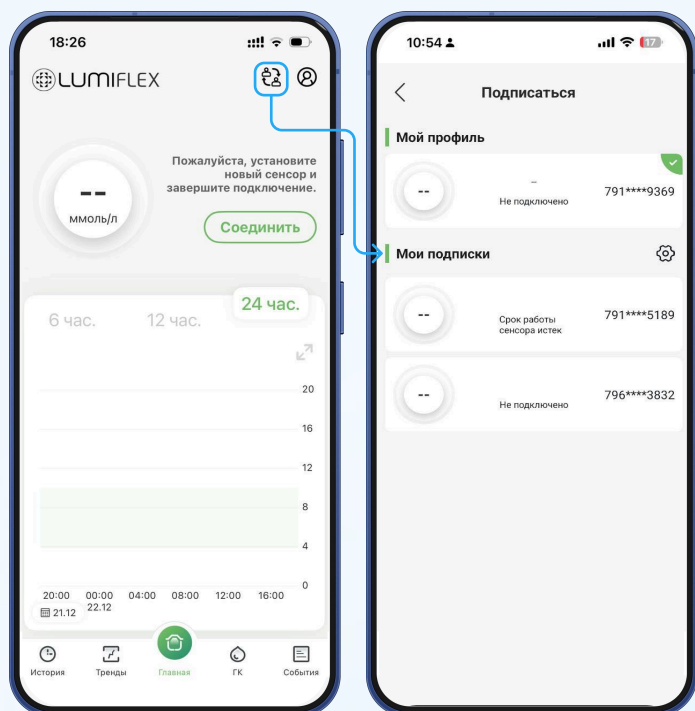 18:26
LUMIFLEX
Пожалуйста, установите
новый сенсор и
завершите подключение.
--
ммоль/л
Соединить
6 час.
12 час.
24 час.
20
16
12
8
4
0
20:00 00:00 04:00 08:00 12:00 16:00
21.12 22.12
История Тренды Главная ГК События
10:54
17
Подписаться
Мой профиль
--
–
Не подключено
791****9369
Мои подписки
--
Срок работы
сенсора истек
791****5189
--
Не подключено
796****3832